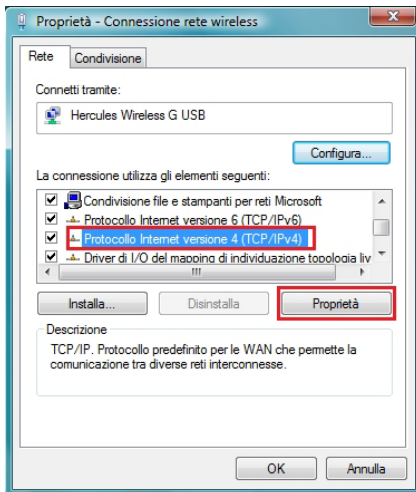 Proprietà - Connessione rete wireless
Rete Condivisione
Connetti tramite:
Hercules Wireless G USB
Configura...
La connessione utilizza gli elementi seguenti:
Condivisione file e stampanti per reti Microsoft
Protocollo Internet versione 6 (TCP/IPv6)
Protocollo Internet versione 4 (TCP/IPv4)
Driver di I/O del mapping di individuazione topologia liv
Installa... Disinstalla Proprietà
Descrizione
TCP/IP. Protocollo predefinito per le WAN che permette la
comunicazione tra diverse reti interconnesse.
OK Annulla